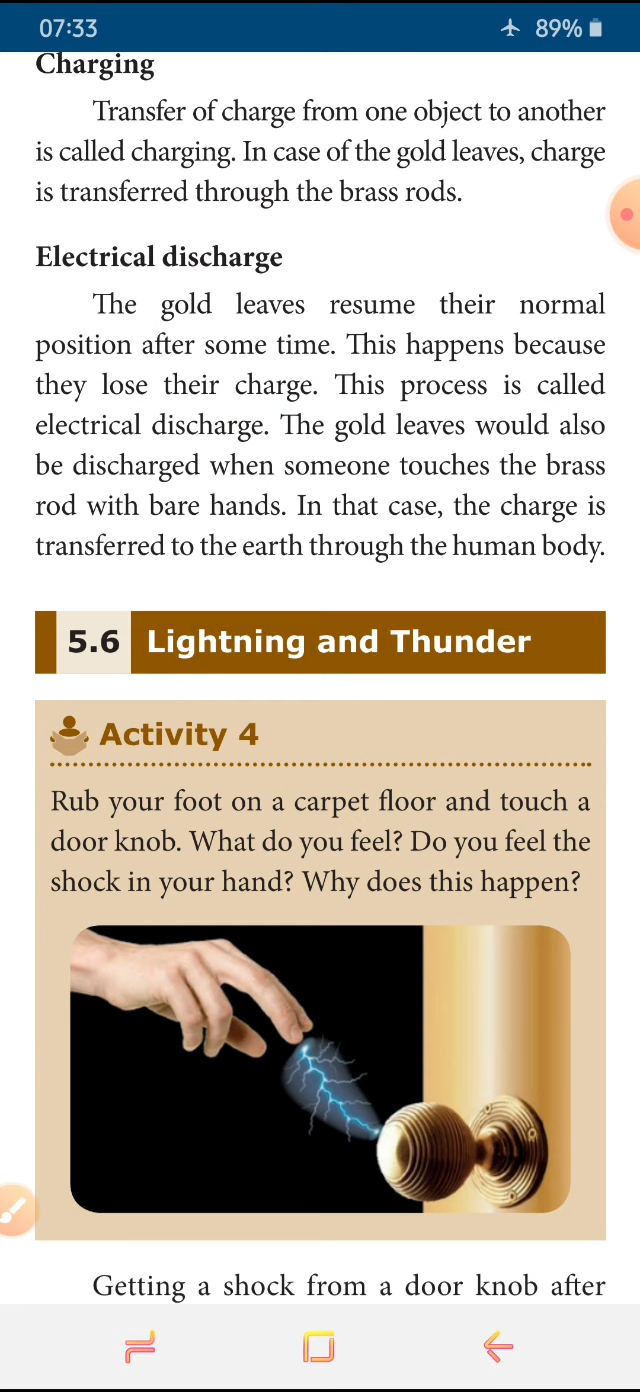 07:33
89%
Charging
Transfer of charge from one object to another
is called charging. In case of the gold leaves, charge
is transferred through the brass rods.
Electrical discharge
The gold leaves resume their normal
position after some time. This happens because
they lose their charge. This process is called
electrical discharge. The gold leaves would also
be discharged when someone touches the brass
rod with bare hands. In that case, the charge is
transferred to the earth through the human body.
5.6 Lightning and Thunder
Activity 4
Rub your foot on a carpet floor and touch a
door knob. What do you feel? Do you feel the
shock in your hand? Why does this happen?
Getting a shock from a door knob after